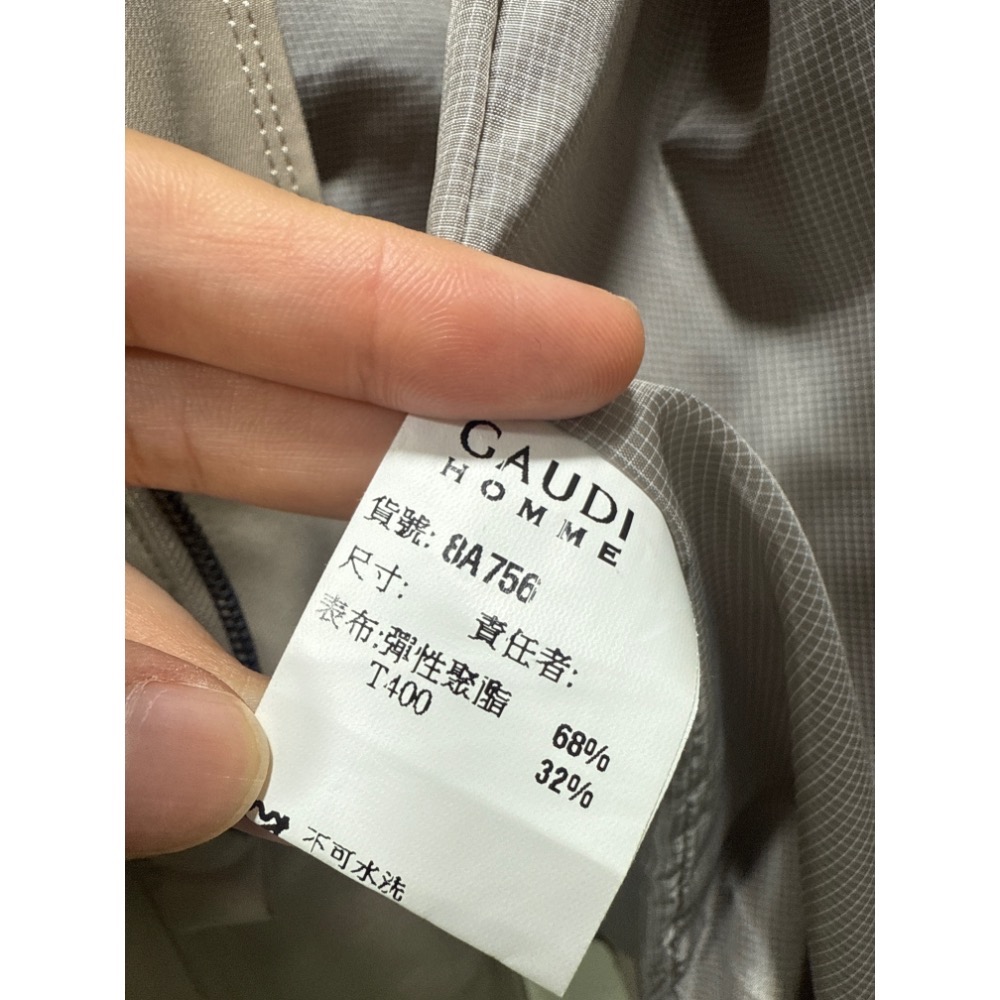 GAUDI
HOMME
貨號: 8A756
尺寸:
責任者:
表布:彈性聚酯 68%
T400 32%
不可水洗